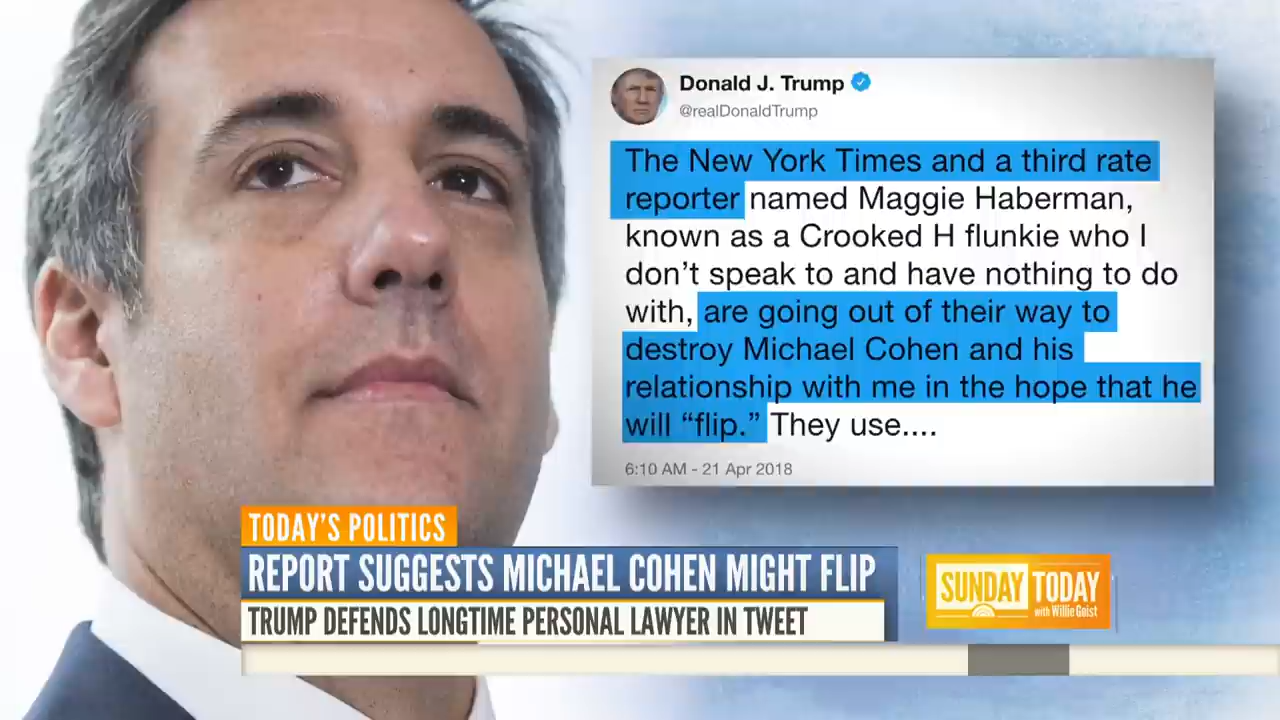 Donald J. Trump
@realDonaldTrump
The New York Times and a third rate
reporter named Maggie Haberman,
known as a Crooked H flunkie who I
don’t speak to and have nothing to do
with, are going out of their way to
destroy Michael Cohen and his
relationship with me in the hope that he
will “flip.” They use....
6:10 AM - 21 Apr 2018
TODAY'S POLITICS
REPORT SUGGESTS MICHAEL COHEN MIGHT FLIP
TRUMP DEFENDS LONGTIME PERSONAL LAWYER IN TWEET
SUNDAY TODAY
with Willie Geist